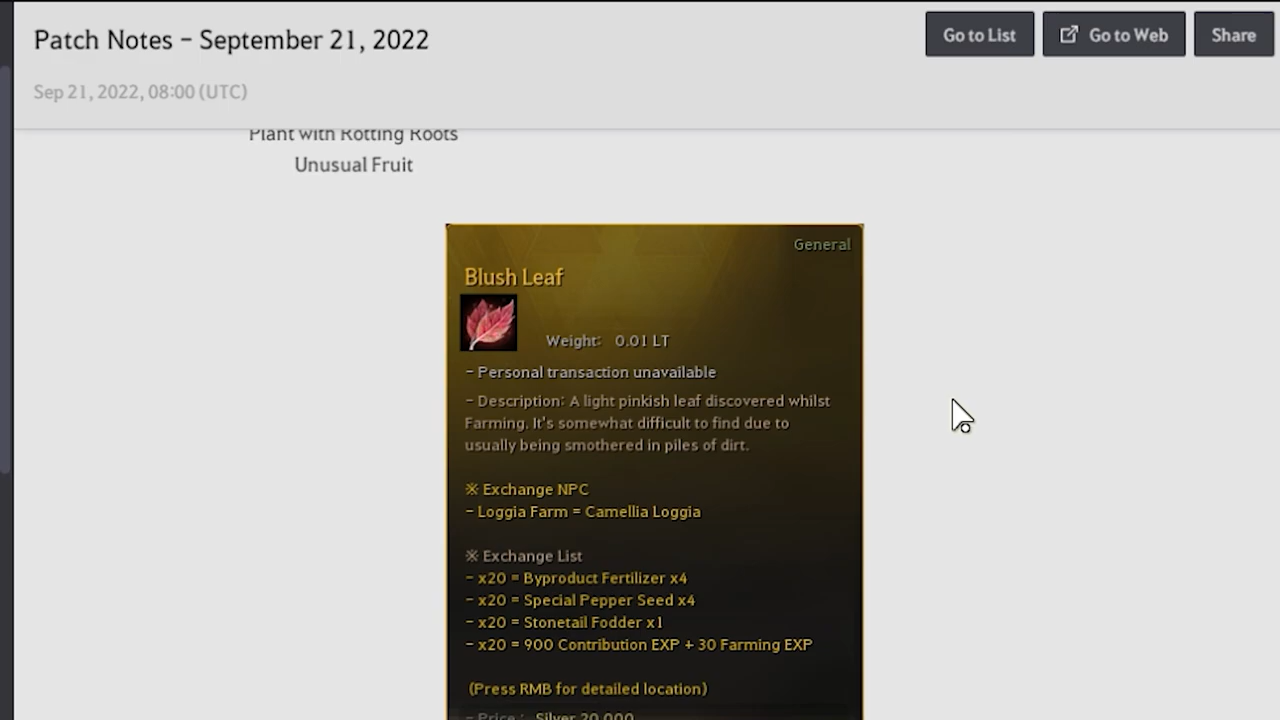 Patch Notes – September 21, 2022
Go to List
Go to Web
Share
Sep 21, 2022, 08:00 (UTC)
Plant with Rotting Roots
Unusual Fruit
General
Blush Leaf
Weight: 0.01 LT
- Personal transaction unavailable
- Description: A light pinkish leaf discovered whilst
Farming. It's somewhat difficult to find due to
usually being smothered in piles of dirt.
※ Exchange NPC
- Loggia Farm = Camellia Loggia
※ Exchange List
- x20 = Byproduct Fertilizer x4
- x20 = Special Pepper Seed x4
- x20 = Stonetail Fodder x1
- x20 = 900 Contribution EXP + 30 Farming EXP
(Press RMB for detailed location)
- Price : Silver 20,000